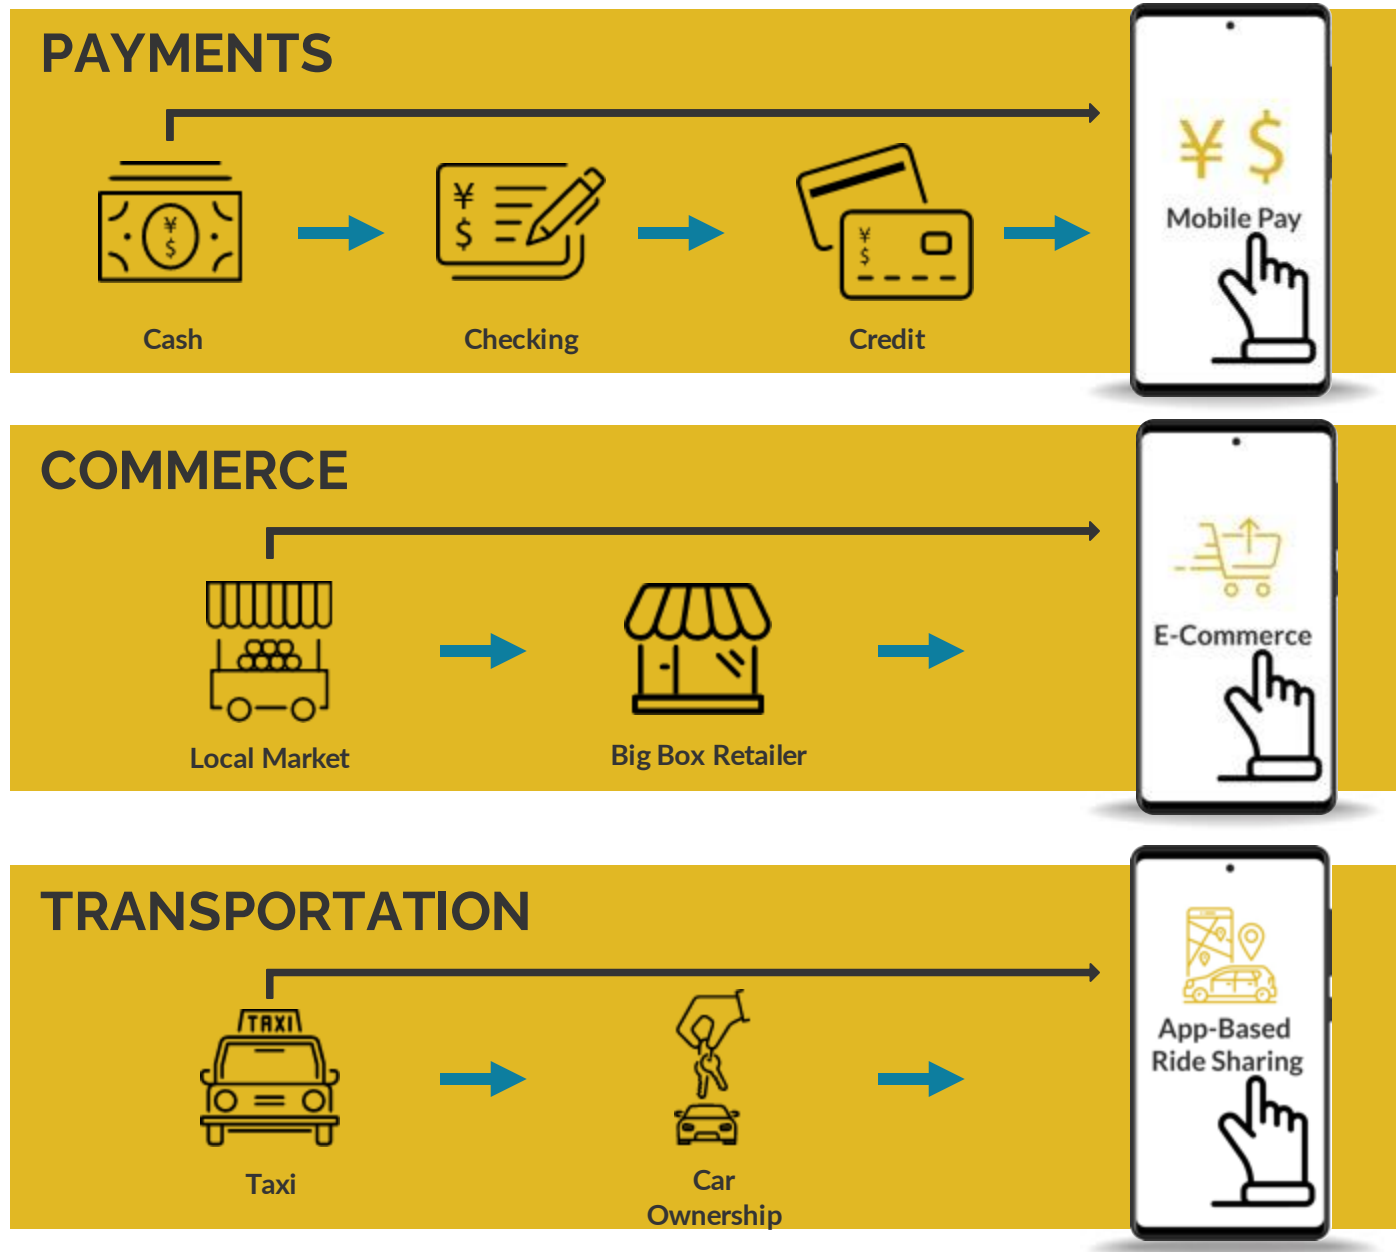 PAYMENTS
¥ $
Mobile Pay
¥
$
¥
$
¥
$
Cash
Checking
Credit
COMMERCE
E-Commerce
Local Market
Big Box Retailer
TRANSPORTATION
TAXI
App-Based
Ride Sharing
Taxi
Car
Ownership